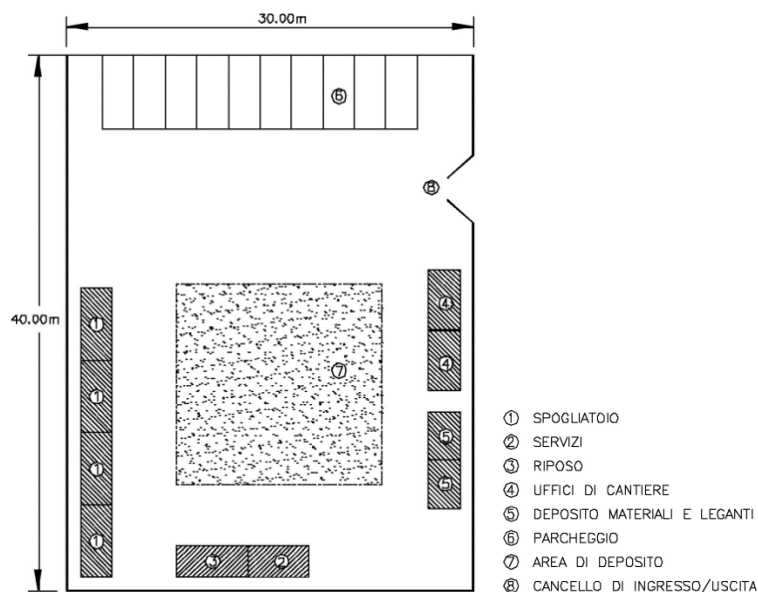 30.00m
⑥
⑧
40.00m
① ④
① ⑦ ④
① ⑤
① ⑤
③ ②
① SPOGLIATOIO
② SERVIZI
③ RIPOSO
④ UFFICI DI CANTIERE
⑤ DEPOSITO MATERIALI E LEGANTI
⑥ PARCHEGGIO
⑦ AREA DI DEPOSITO
⑧ CANCELLO DI INGRESSO/USCITA